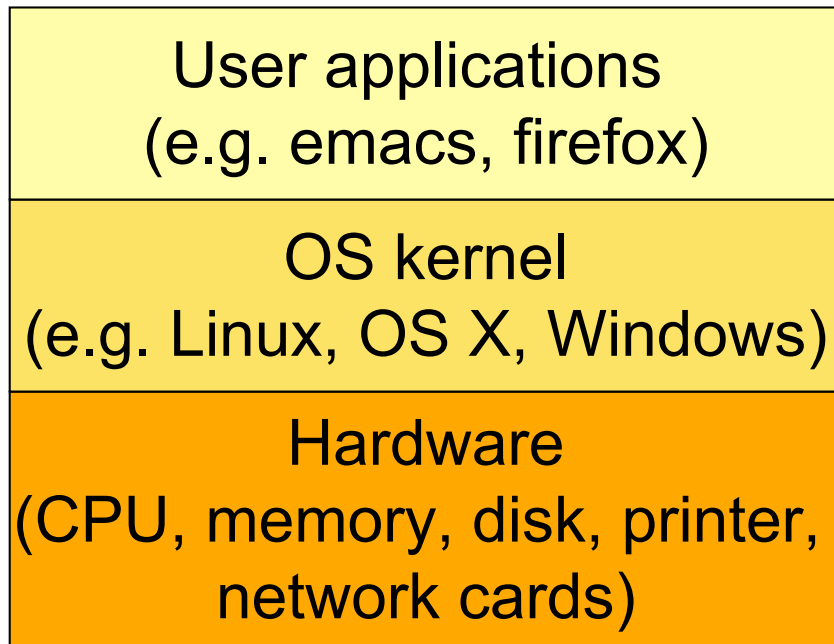 User applications
(e.g. emacs, firefox)
OS kernel
(e.g. Linux, OS X, Windows)
Hardware
(CPU, memory, disk, printer,
network cards)